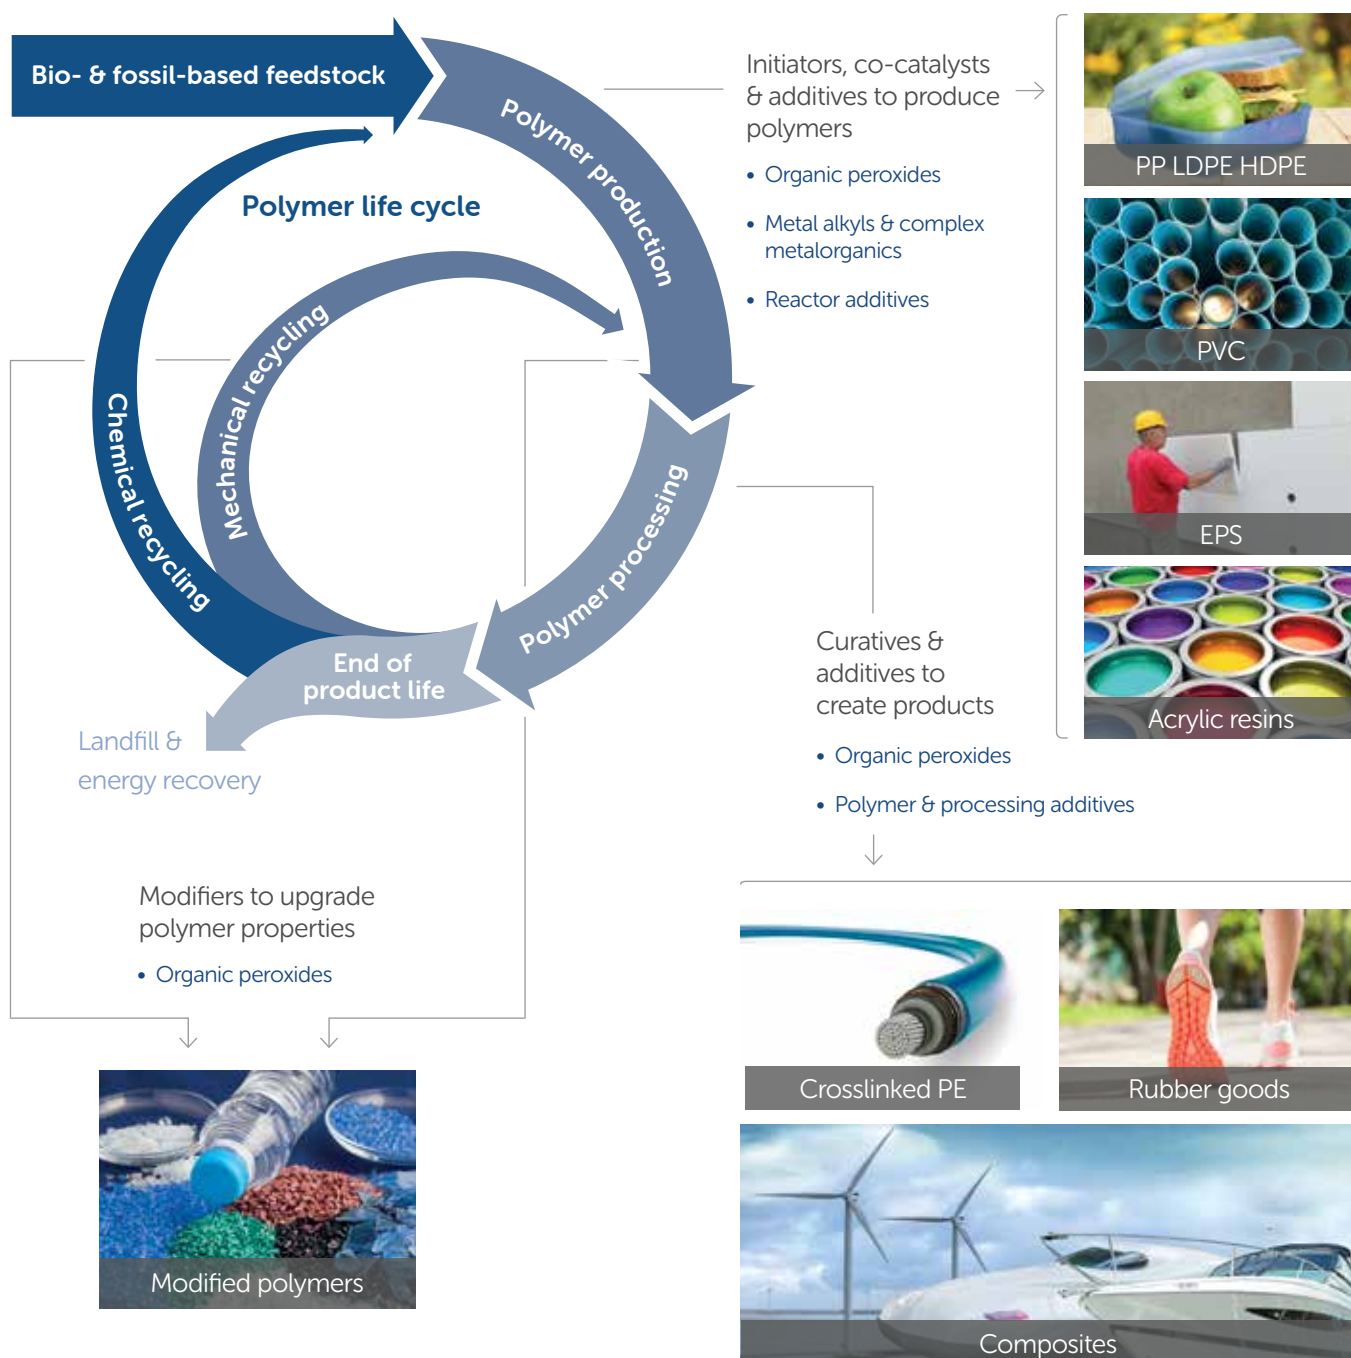 Bio- & fossil-based feedstock
Polymer production
Polymer life cycle
Mechanical recycling
Chemical recycling
Polymer processing
End of
product life
Landfill &
energy recovery
Initiators, co-catalysts
& additives to produce
polymers
• Organic peroxides
• Metal alkyls & complex
metalorganics
• Reactor additives
PP LDPE HDPE
PVC
EPS
Acrylic resins
Curatives &
additives to
create products
• Organic peroxides
• Polymer & processing additives
Modifiers to upgrade
polymer properties
• Organic peroxides
Modified polymers
Crosslinked PE
Rubber goods
Composites